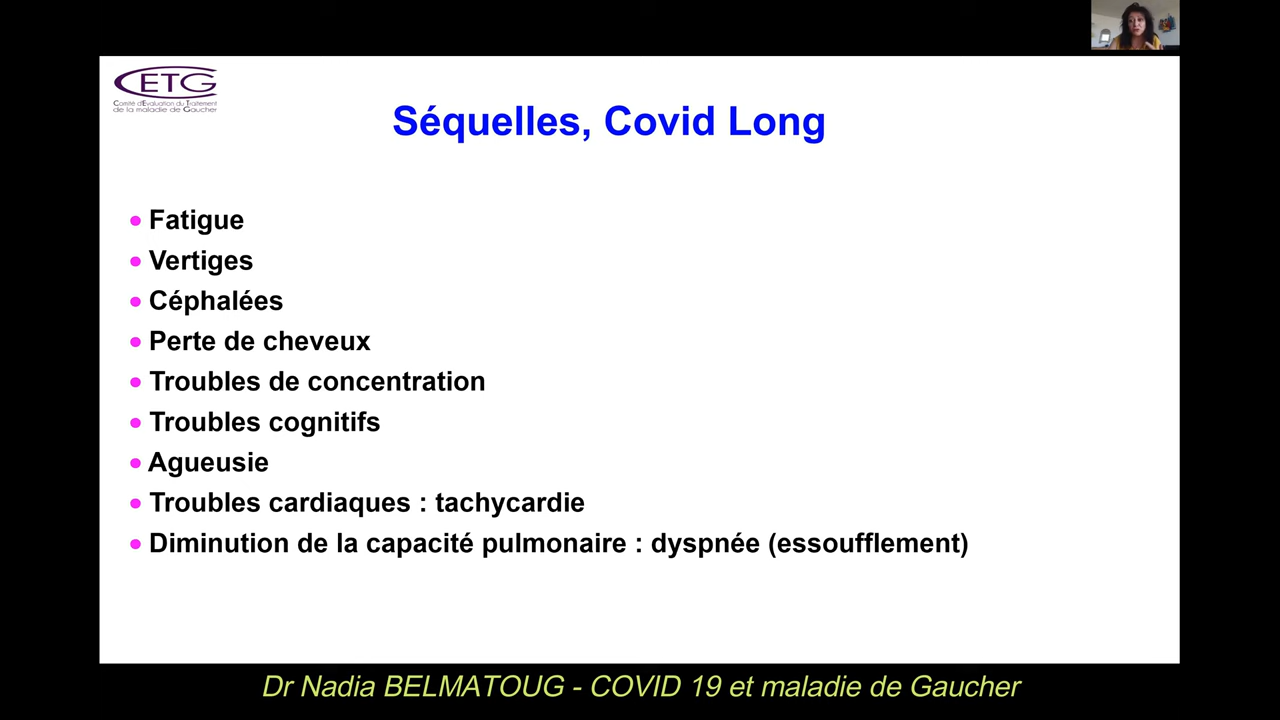 CETG
Comité d'Evaluation du Traitement
de la maladie de Gaucher
Séquelles, Covid Long
• Fatigue
• Vertiges
• Céphalées
• Perte de cheveux
• Troubles de concentration
• Troubles cognitifs
• Agueusie
• Troubles cardiaques : tachycardie
• Diminution de la capacité pulmonaire : dyspnée (essoufflement)
Dr Nadia BELMATOUG - COVID 19 et maladie de Gaucher